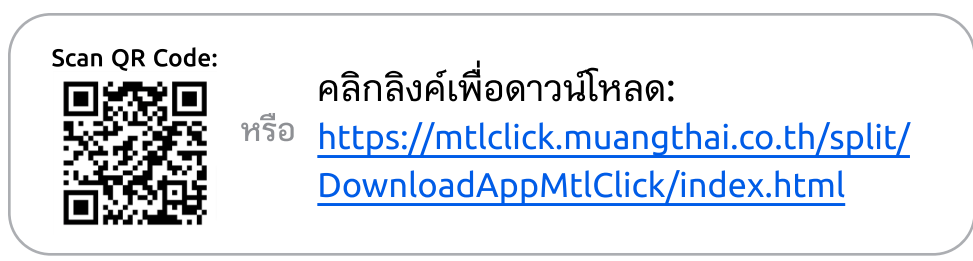 Scan QR Code:
หรือ
คลิกลิงค์เพื่อดาวน์โหลด:
https://mtlclick.muangthai.co.th/split/
DownloadAppMtlClick/index.html